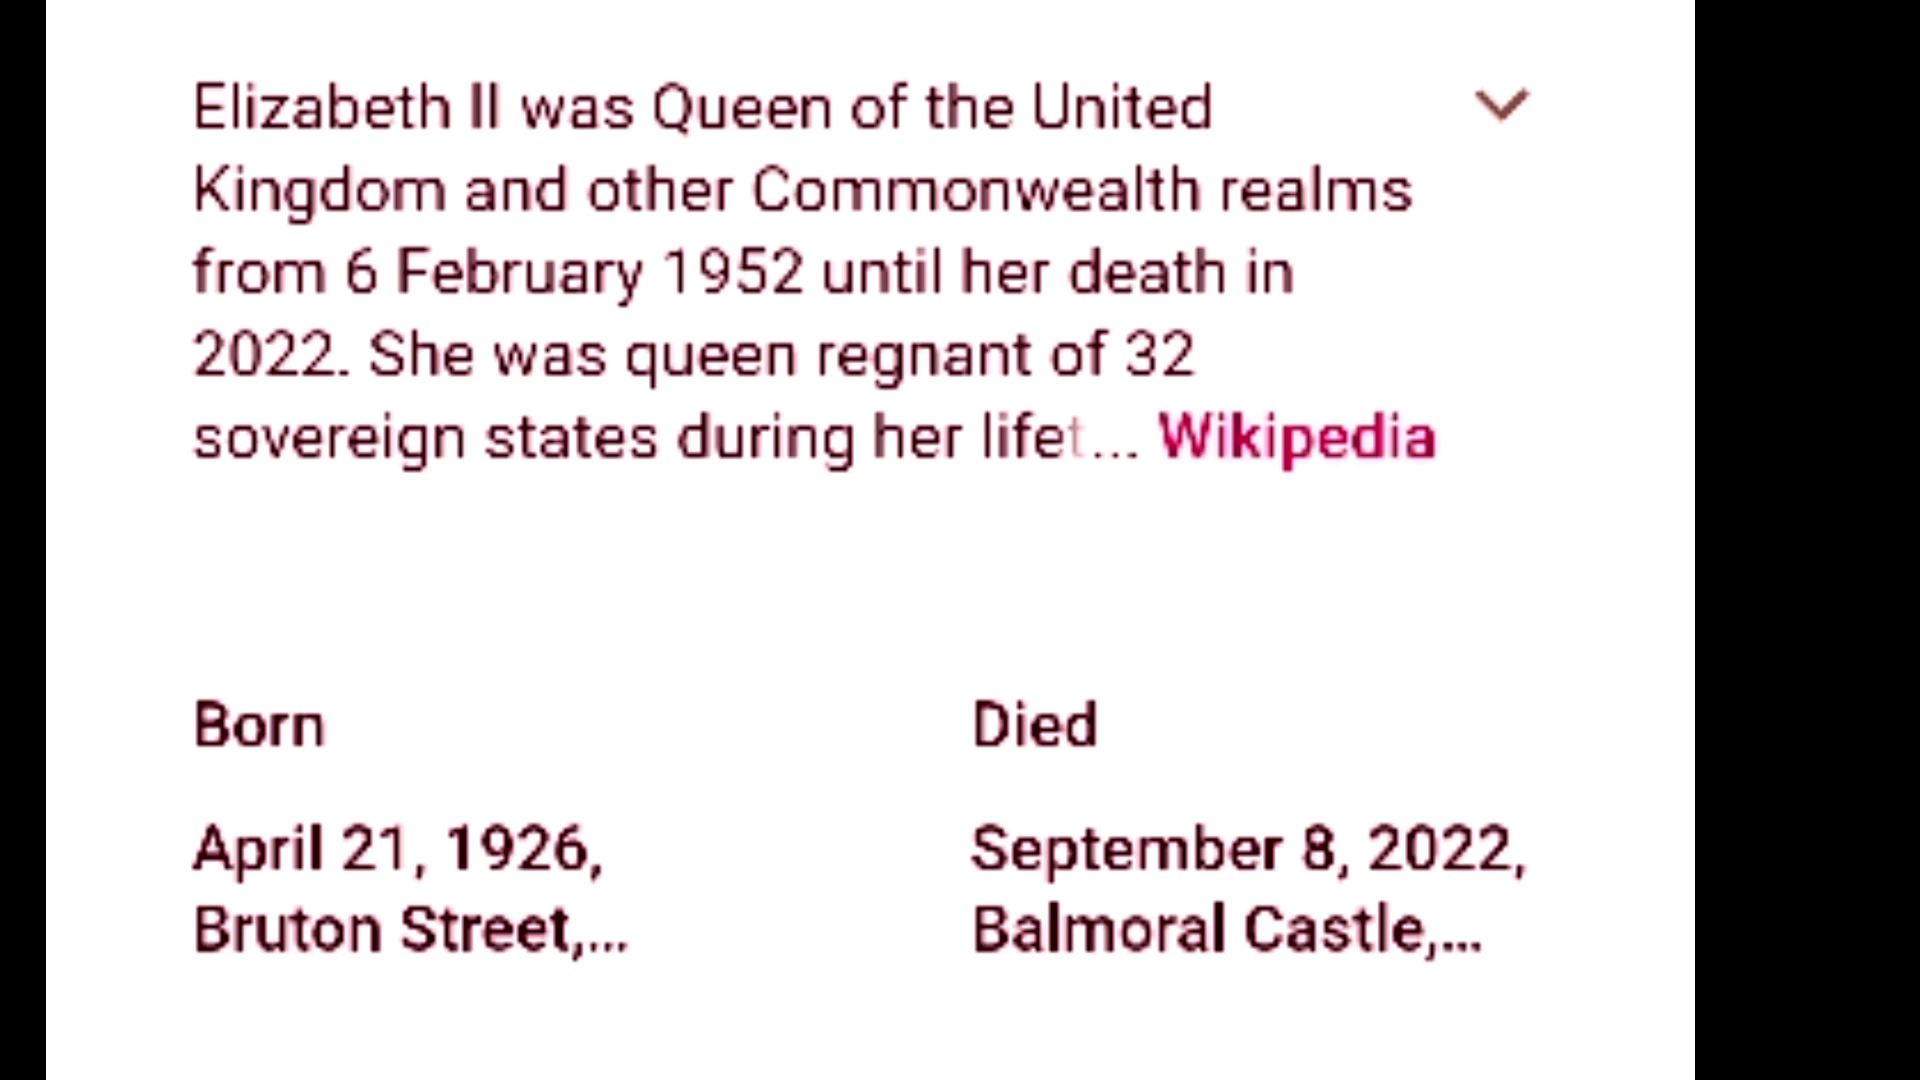 Elizabeth II was Queen of the United
Kingdom and other Commonwealth realms
from 6 February 1952 until her death in
2022. She was queen regnant of 32
sovereign states during her lifet... Wikipedia
Born
April 21, 1926,
Bruton Street,...
Died
September 8, 2022,
Balmoral Castle,...